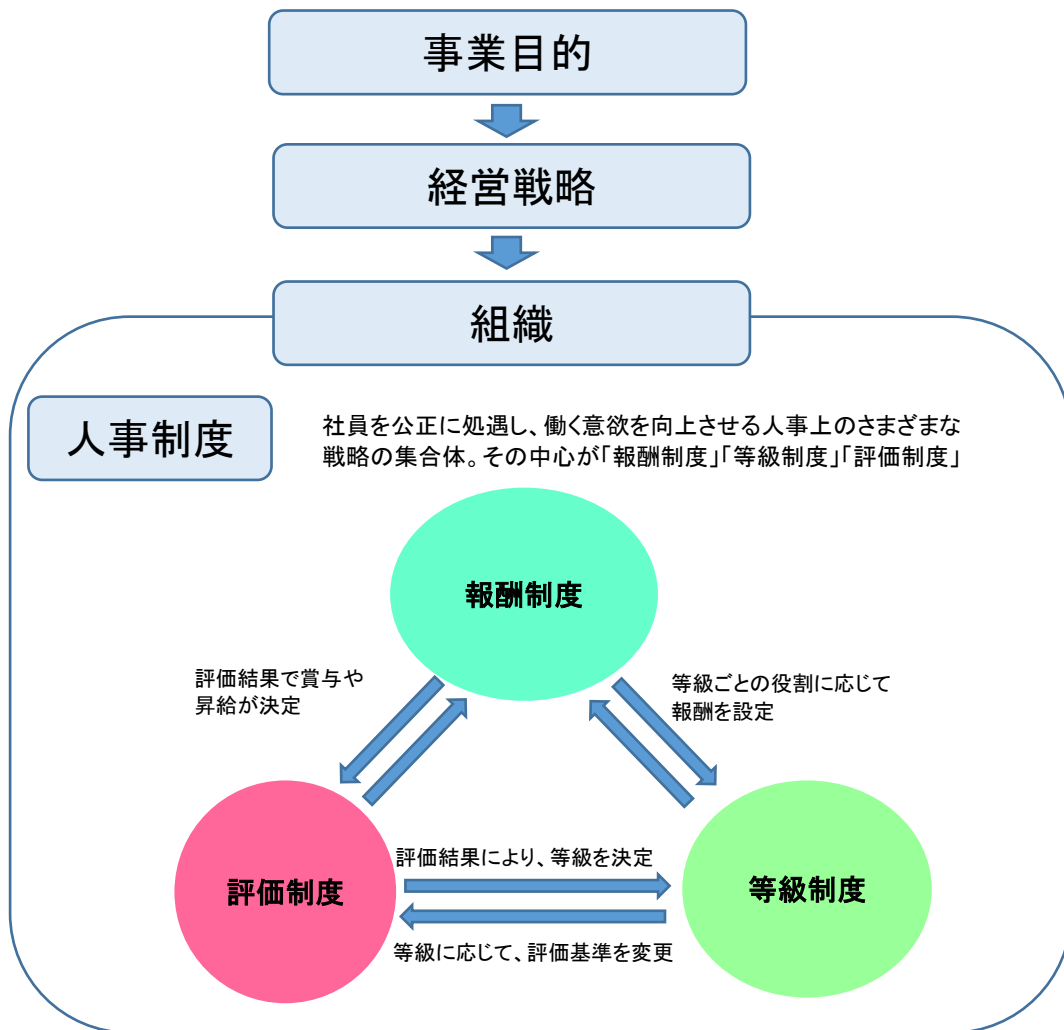 事業目的
経営戦略
組織
人事制度
社員を公正に処遇し、働く意欲を向上させる人事上のさまざまな
戦略の集合体。その中心が「報酬制度」「等級制度」「評価制度」
報酬制度
評価結果で賞与や
昇給が決定
等級ごとの役割に応じて
報酬を設定
評価制度
評価結果により、等級を決定
等級に応じて、評価基準を変更
等級制度